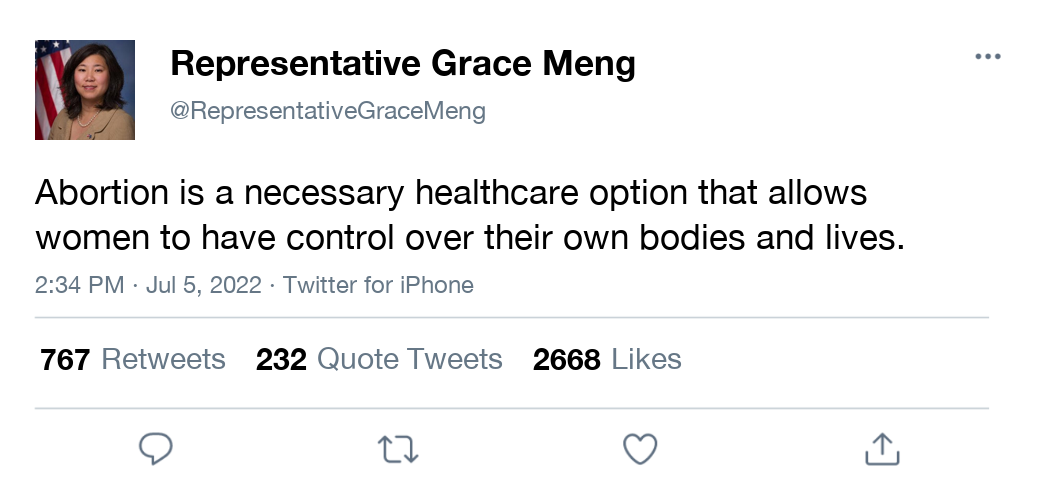 Representative Grace Meng
@RepresentativeGraceMeng
Abortion is a necessary healthcare option that allows
women to have control over their own bodies and lives.
2:34 PM · Jul 5, 2022 · Twitter for iPhone
767 Retweets 232 Quote Tweets 2668 Likes